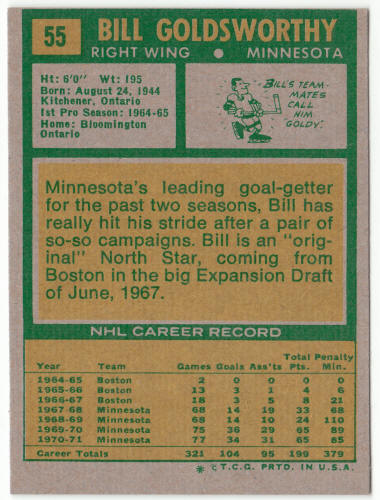 55
BILL GOLDSWORTHY
RIGHT WING • MINNESOTA
Ht: 6'0" Wt: 195
Born: August 24, 1944
Kitchener, Ontario
1st Pro Season: 1964-65
Home: Bloomington
Ontario
BILL'S TEAM-
MATES
CALL
HIM
"GOLDY".
Minnesota's leading goal-getter
for the past two seasons, Bill has
really hit his stride after a pair of
so-so campaigns. Bill is an "orig-
inal" North Star, coming from
Boston in the big Expansion Draft
of June, 1967.
NHL CAREER RECORD
Total Penalty
Year Team Games Goals Ass'ts Pts. Min.
1964-65 Boston 2 0 0 0 0
1965-66 Boston 13 3 1 4 6
1966-67 Boston 18 3 5 8 21
1967-68 Minnesota 68 14 19 33 68
1968-69 Minnesota 68 14 10 24 110
1969-70 Minnesota 75 36 29 65 89
1970-71 Minnesota 77 34 31 65 85
Career Totals 321 104 95 199 379
* © T.C.G. PRTD. IN U.S.A.